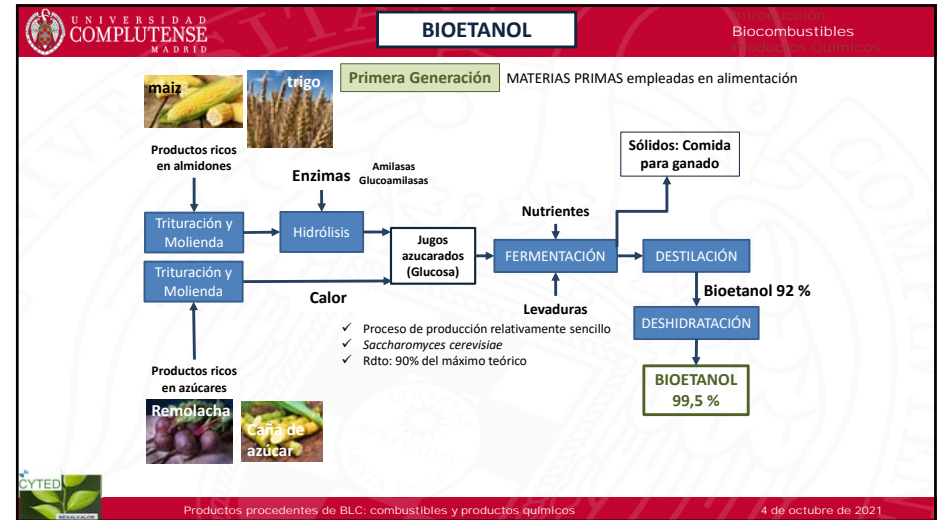 UNIVERSIDAD
COMPLUTENSE
MADRID
BIOETANOL
Introducción
Biocombustibles
Productos Químicos
maiz
trigo
Primera Generación
MATERIAS PRIMAS empleadas en alimentación
Productos ricos
en almidones
Enzimas
Amilasas
Glucoamilasas
Sólidos: Comida
para ganado
Nutrientes
Trituración y
Molienda
Hidrólisis
Jugos
azucarados
(Glucosa)
FERMENTACIÓN
DESTILACIÓN
Trituración y
Molienda
Calor
Levaduras
Bioetanol 92 %
DESHIDRATACIÓN
✓ Proceso de producción relativamente sencillo
✓ Saccharomyces cerevisiae
✓ Rdto: 90% del máximo teórico
Productos ricos
en azúcares
BIOETANOL
99,5 %
Remolacha
Caña de
azúcar
CYTED
Productos procedentes de BLC: combustibles y productos químicos
4 de octubre de 2021